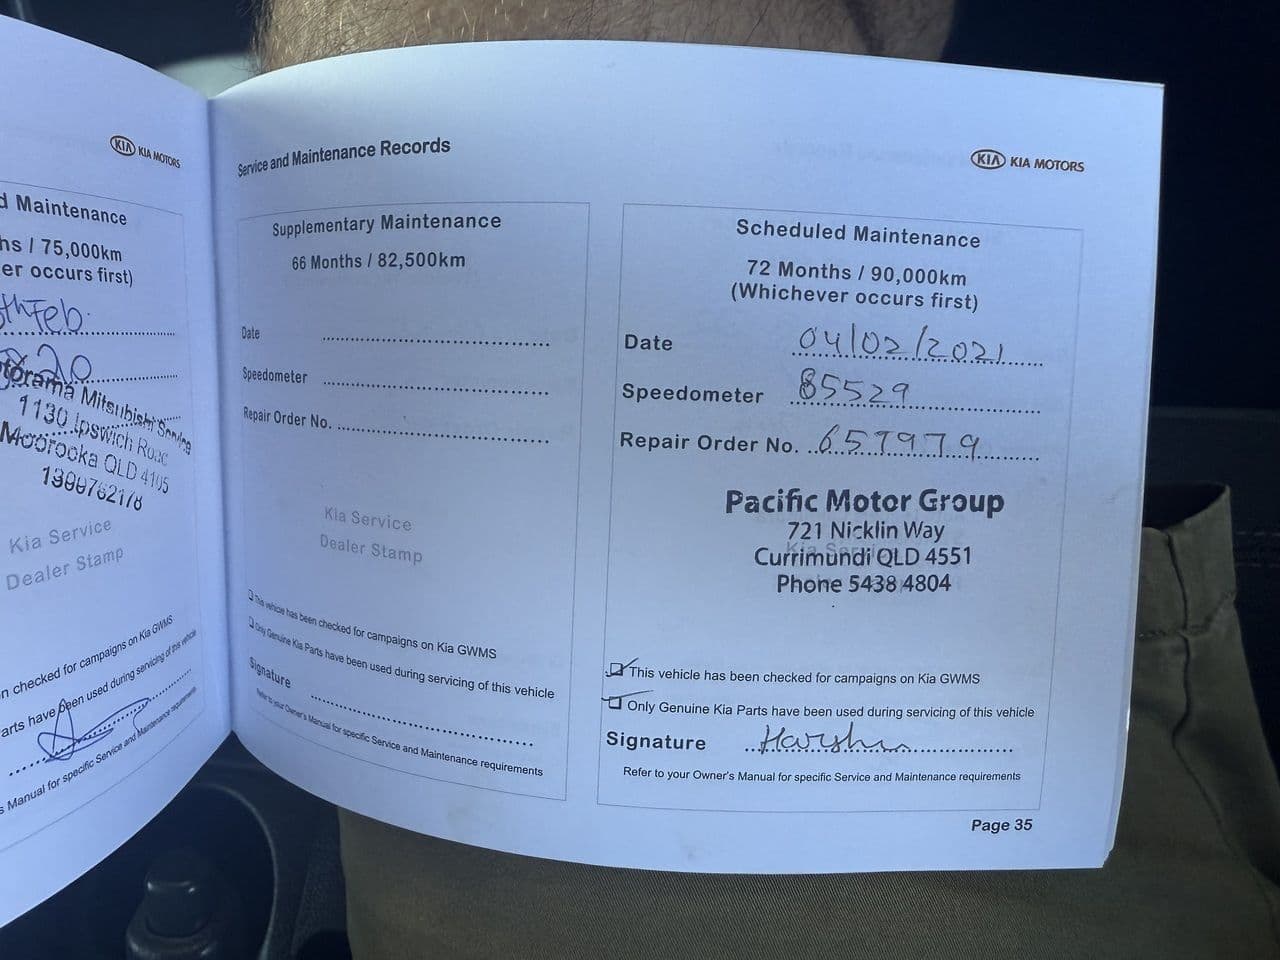 KIA KIA MOTORS
d Maintenance
hs / 75,000km
er occurs first)
th Feb
20
torama Mitsubishi Service
1130 Ipswich Road
Moorooka QLD 4105
1300762178
Kia Service
Dealer Stamp
n checked for campaigns on Kia GWMS
arts have been used during servicing of this vehicle
s Manual for specific Service and Maintenance requirements
Service and Maintenance Records
Supplementary Maintenance
66 Months / 82,500km
Date
Speedometer
Repair Order No.
Kia Service
Dealer Stamp
This vehicle has been checked for campaigns on Kia GWMS
Only Genuine Kia Parts have been used during servicing of this vehicle
Signature
Refer to your Owner's Manual for specific Service and Maintenance requirements
KIA KIA MOTORS
Scheduled Maintenance
72 Months / 90,000km
(Whichever occurs first)
Date 04/02/2021
Speedometer 85529
Repair Order No. 657979
Pacific Motor Group
721 Nicklin Way
Currimundi QLD 4551
Phone 5438 4804
This vehicle has been checked for campaigns on Kia GWMS
Only Genuine Kia Parts have been used during servicing of this vehicle
Signature
Refer to your Owner's Manual for specific Service and Maintenance requirements
Page 35